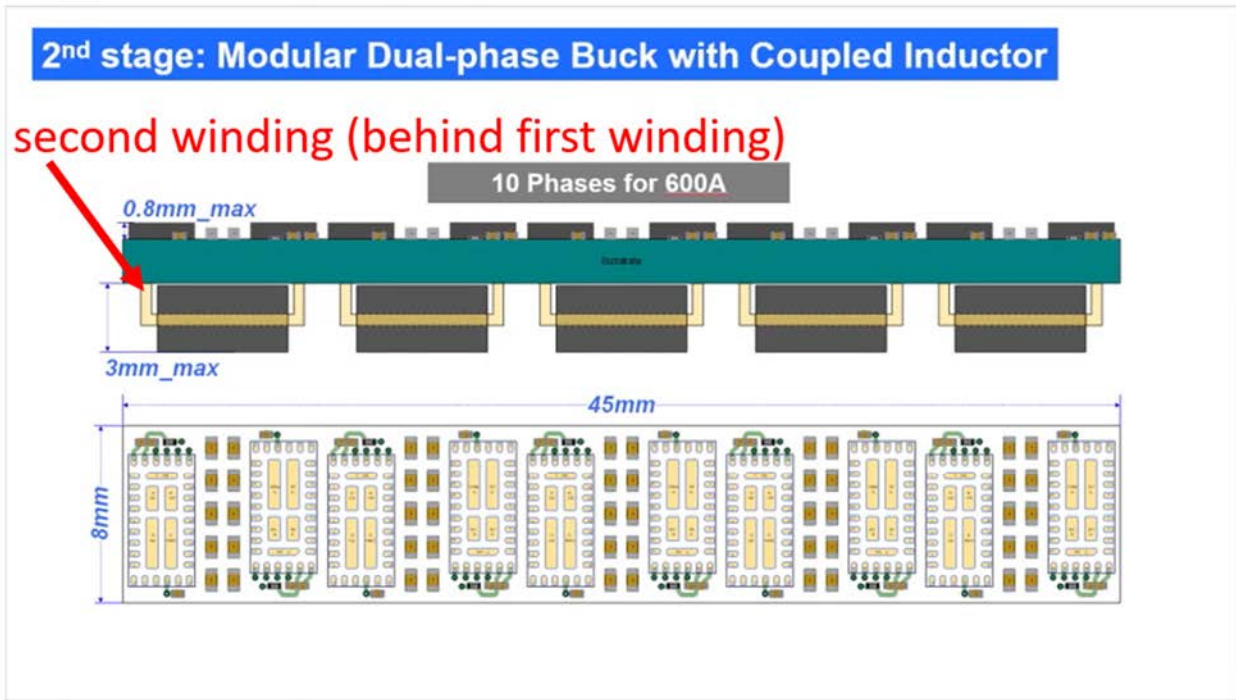 2nd stage: Modular Dual-phase Buck with Coupled Inductor
second winding (behind first winding)
10 Phases for 600A
0.8mm_max
3mm_max
45mm
8mm